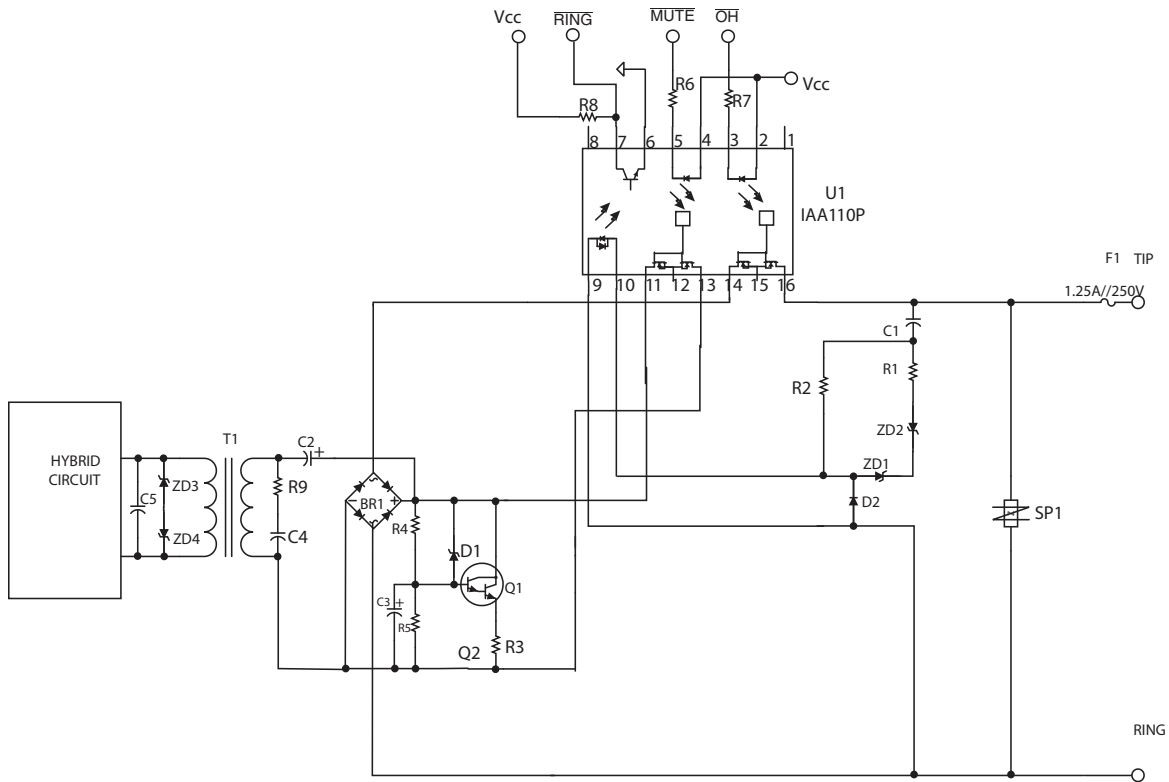 Vcc
RING
MUTE
OH
R6
R7
Vcc
R8
8 7 6 5 4 3 2 1
U1
IAA110P
9 10 11 12 13 14 15 16
F1 TIP
1.25A//250V
C1
R2
R1
ZD2
ZD1
D2
SP1
T1
C2
+
HYBRID
CIRCUIT
C5
ZD3
ZD4
R9
C4
- BR1 +
R4
D1
Q1
C3
+
R5
Q2
R3
RING